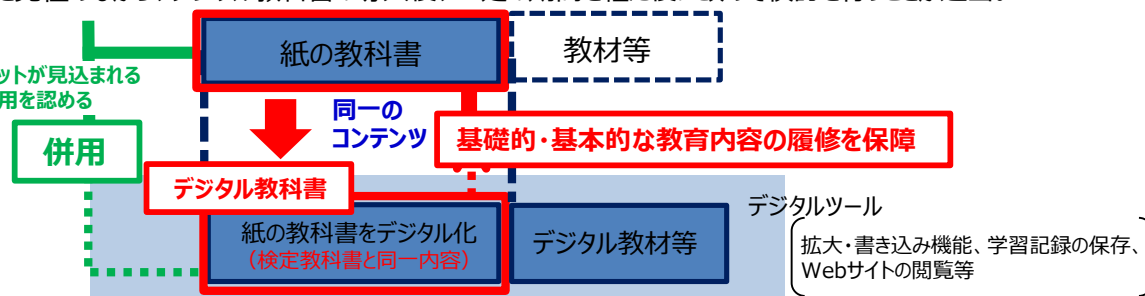 紙の教科書
教材等
ットが見込まれる
用を認める
同一の
コンテンツ
併用
基礎的・基本的な教育内容の履修を保障
デジタル教科書
デジタルツール
紙の教科書をデジタル化
（検定教科書と同一内容）
デジタル教材等
拡大・書き込み機能、学習記録の保存、
Webサイトの閲覧等